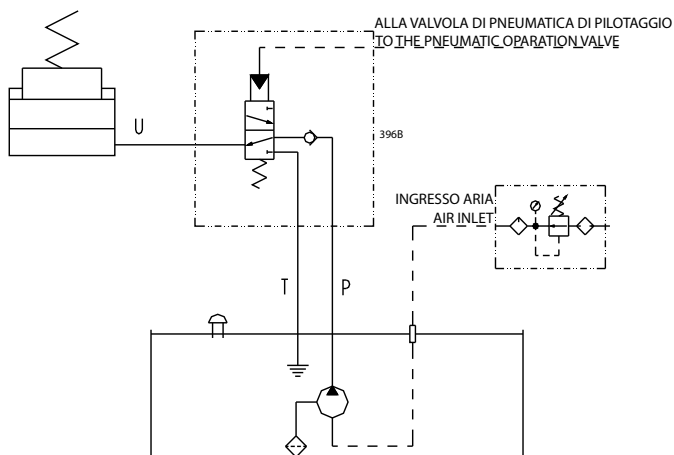 ALLA VALVOLA DI PNEUMATICA DI PILOTAGGIO
TO THE PNEUMATIC OPARATION VALVE
U
396B
INGRESSO ARIA
AIR INLET
T
P